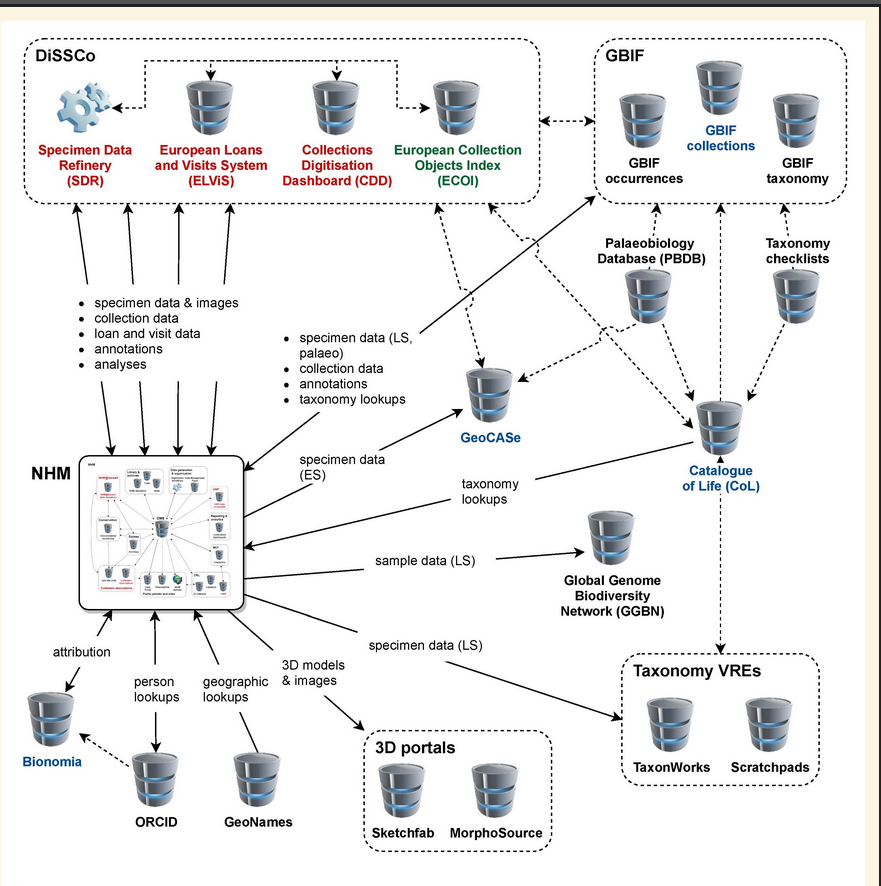 DiSSCo
Specimen Data
Refinery
(SDR)
European Loans
and Visits System
(ELViS)
Collections
Digitisation
Dashboard (CDD)
European Collection
Objects Index
(ECOI)
GBIF
GBIF
occurrences
GBIF
collections
GBIF
taxonomy
Palaeobiology
Database (PBDB)
Taxonomy
checklists
• specimen data & images
• collection data
• loan and visit data
• annotations
• analyses
• specimen data (LS,
palaeo)
• collection data
• annotations
• taxonomy lookups
GeoCASe
Catalogue
of Life (CoL)
NHM
specimen data
(ES)
taxonomy
lookups
sample data (LS)
Global Genome
Biodiversity
Network (GGBN)
specimen data (LS)
attribution
person
lookups
geographic
lookups
3D models
& images
Taxonomy VREs
TaxonWorks
Scratchpads
Bionomia
ORCID
GeoNames
3D portals
Sketchfab
MorphoSource